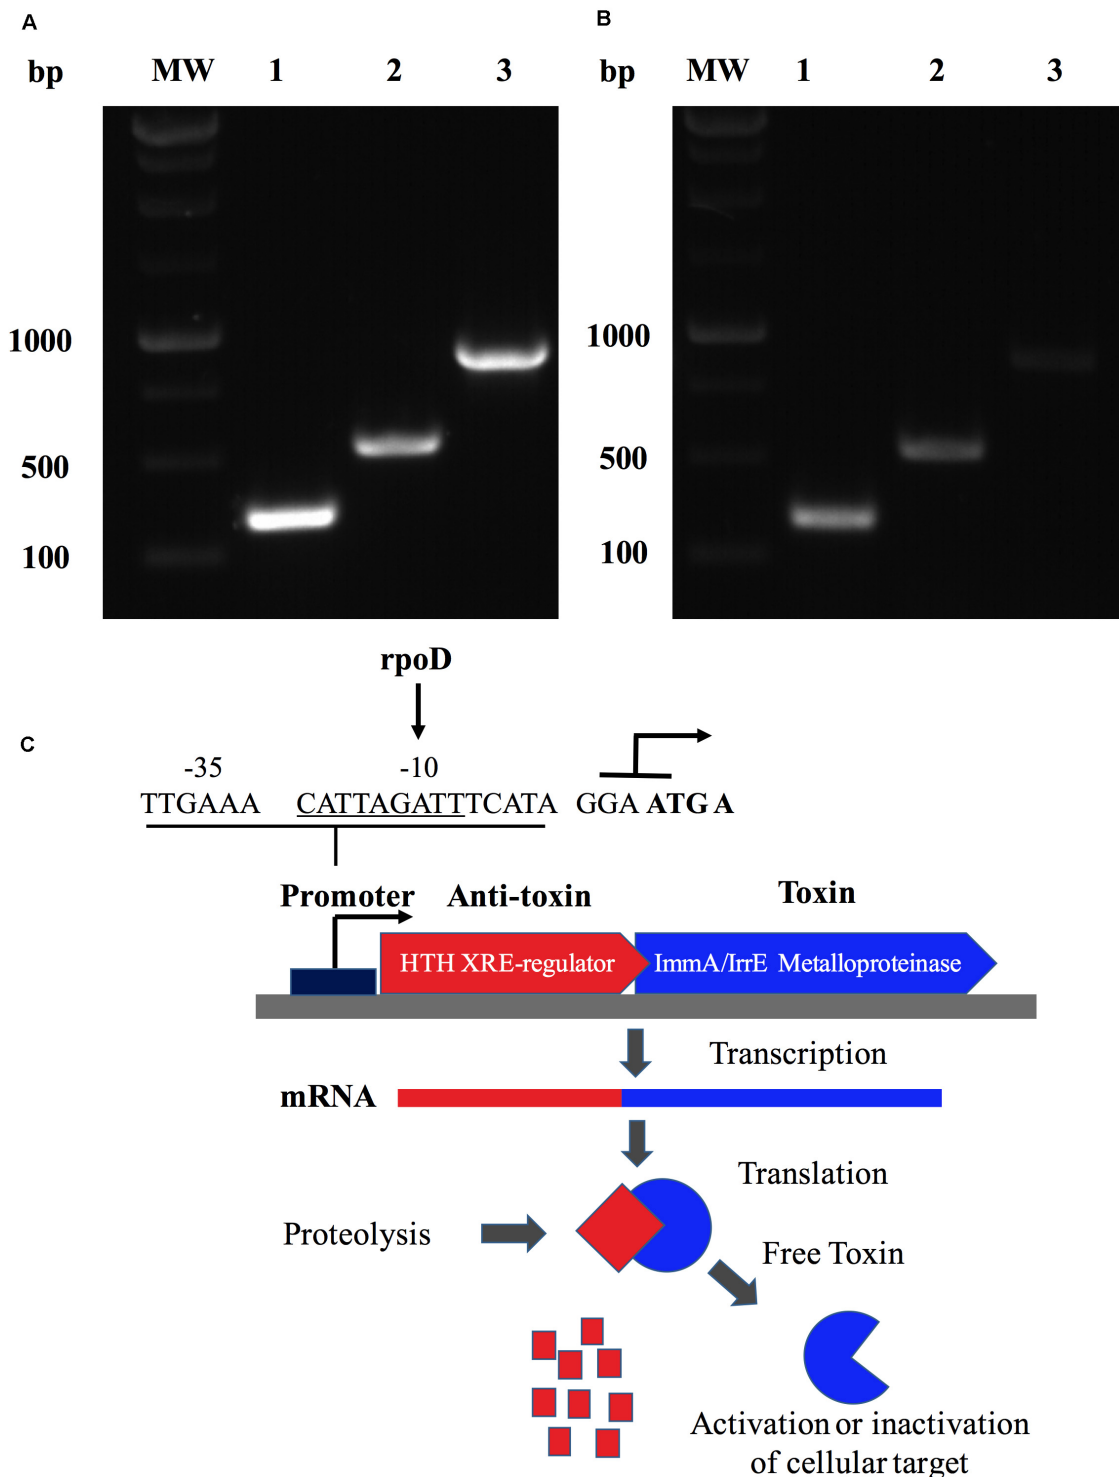 A
B
bp MW 1 2 3
bp MW 1 2 3
1000
500
100
1000
500
100
rpoD
C
-35 -10
TTGAAA CATTAGATTTCATA GGA ATGA
Promoter Anti-toxin Toxin
HTH XRE-regulator ImmA/IrrE Metalloproteinase
Transcription
mRNA
Translation
Proteolysis
Free Toxin
Activation or inactivation
of cellular target